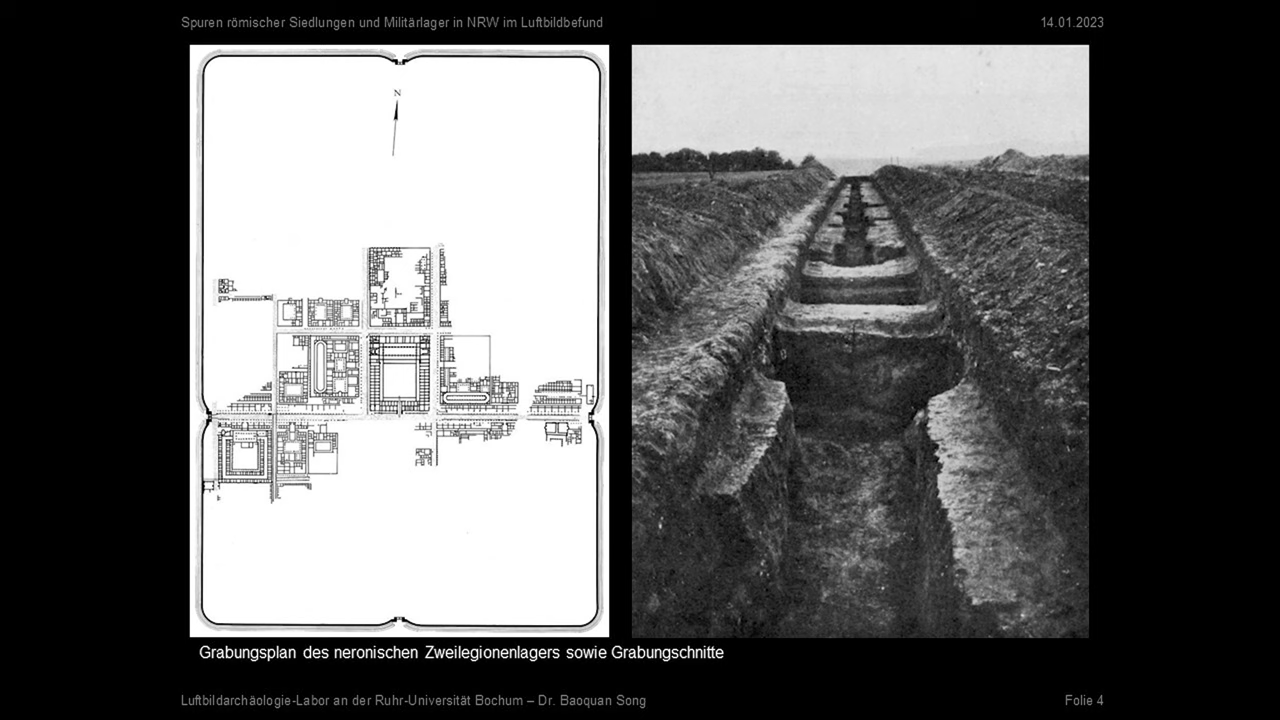 Spuren römischer Siedlungen und Militärlager in NRW im Luftbildbefund
14.01.2023
N
Grabungsplan des neronischen Zweilegionenlagers sowie Grabungschnitte
Luftbildarchäologie-Labor an der Ruhr-Universität Bochum – Dr. Baoquan Song
Folie 4